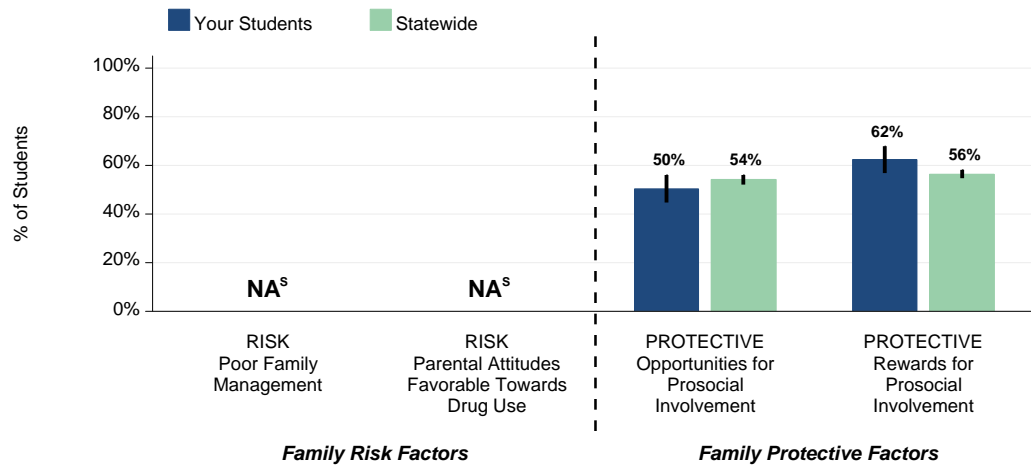 Your Students
Statewide
% of Students
100%
80%
60%
40%
20%
0%
NAˢ
NAˢ
50%
54%
62%
56%
RISK
Poor Family
Management
RISK
Parental Attitudes
Favorable Towards
Drug Use
PROTECTIVE
Opportunities for
Prosocial
Involvement
PROTECTIVE
Rewards for
Prosocial
Involvement
Family Risk Factors
Family Protective Factors